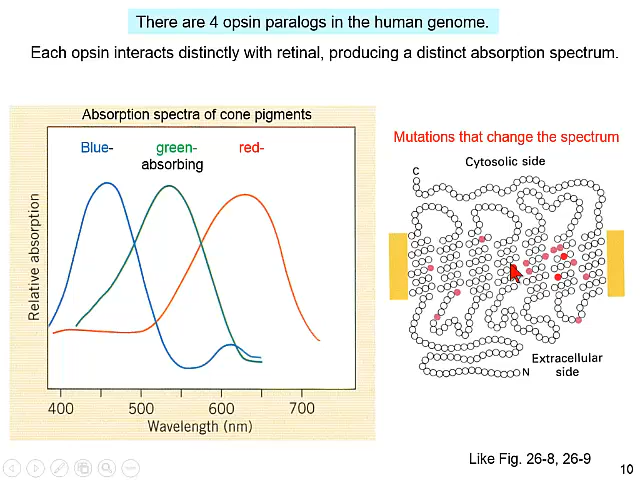 There are 4 opsin paralogs in the human genome.
Each opsin interacts distinctly with retinal, producing a distinct absorption spectrum.
Absorption spectra of cone pigments
Blue- green- red-
absorbing
Relative absorption
400 500 600 700
Wavelength (nm)
Mutations that change the spectrum
Cytosolic side
C
N
Extracellular
side
Like Fig. 26-8, 26-9
10